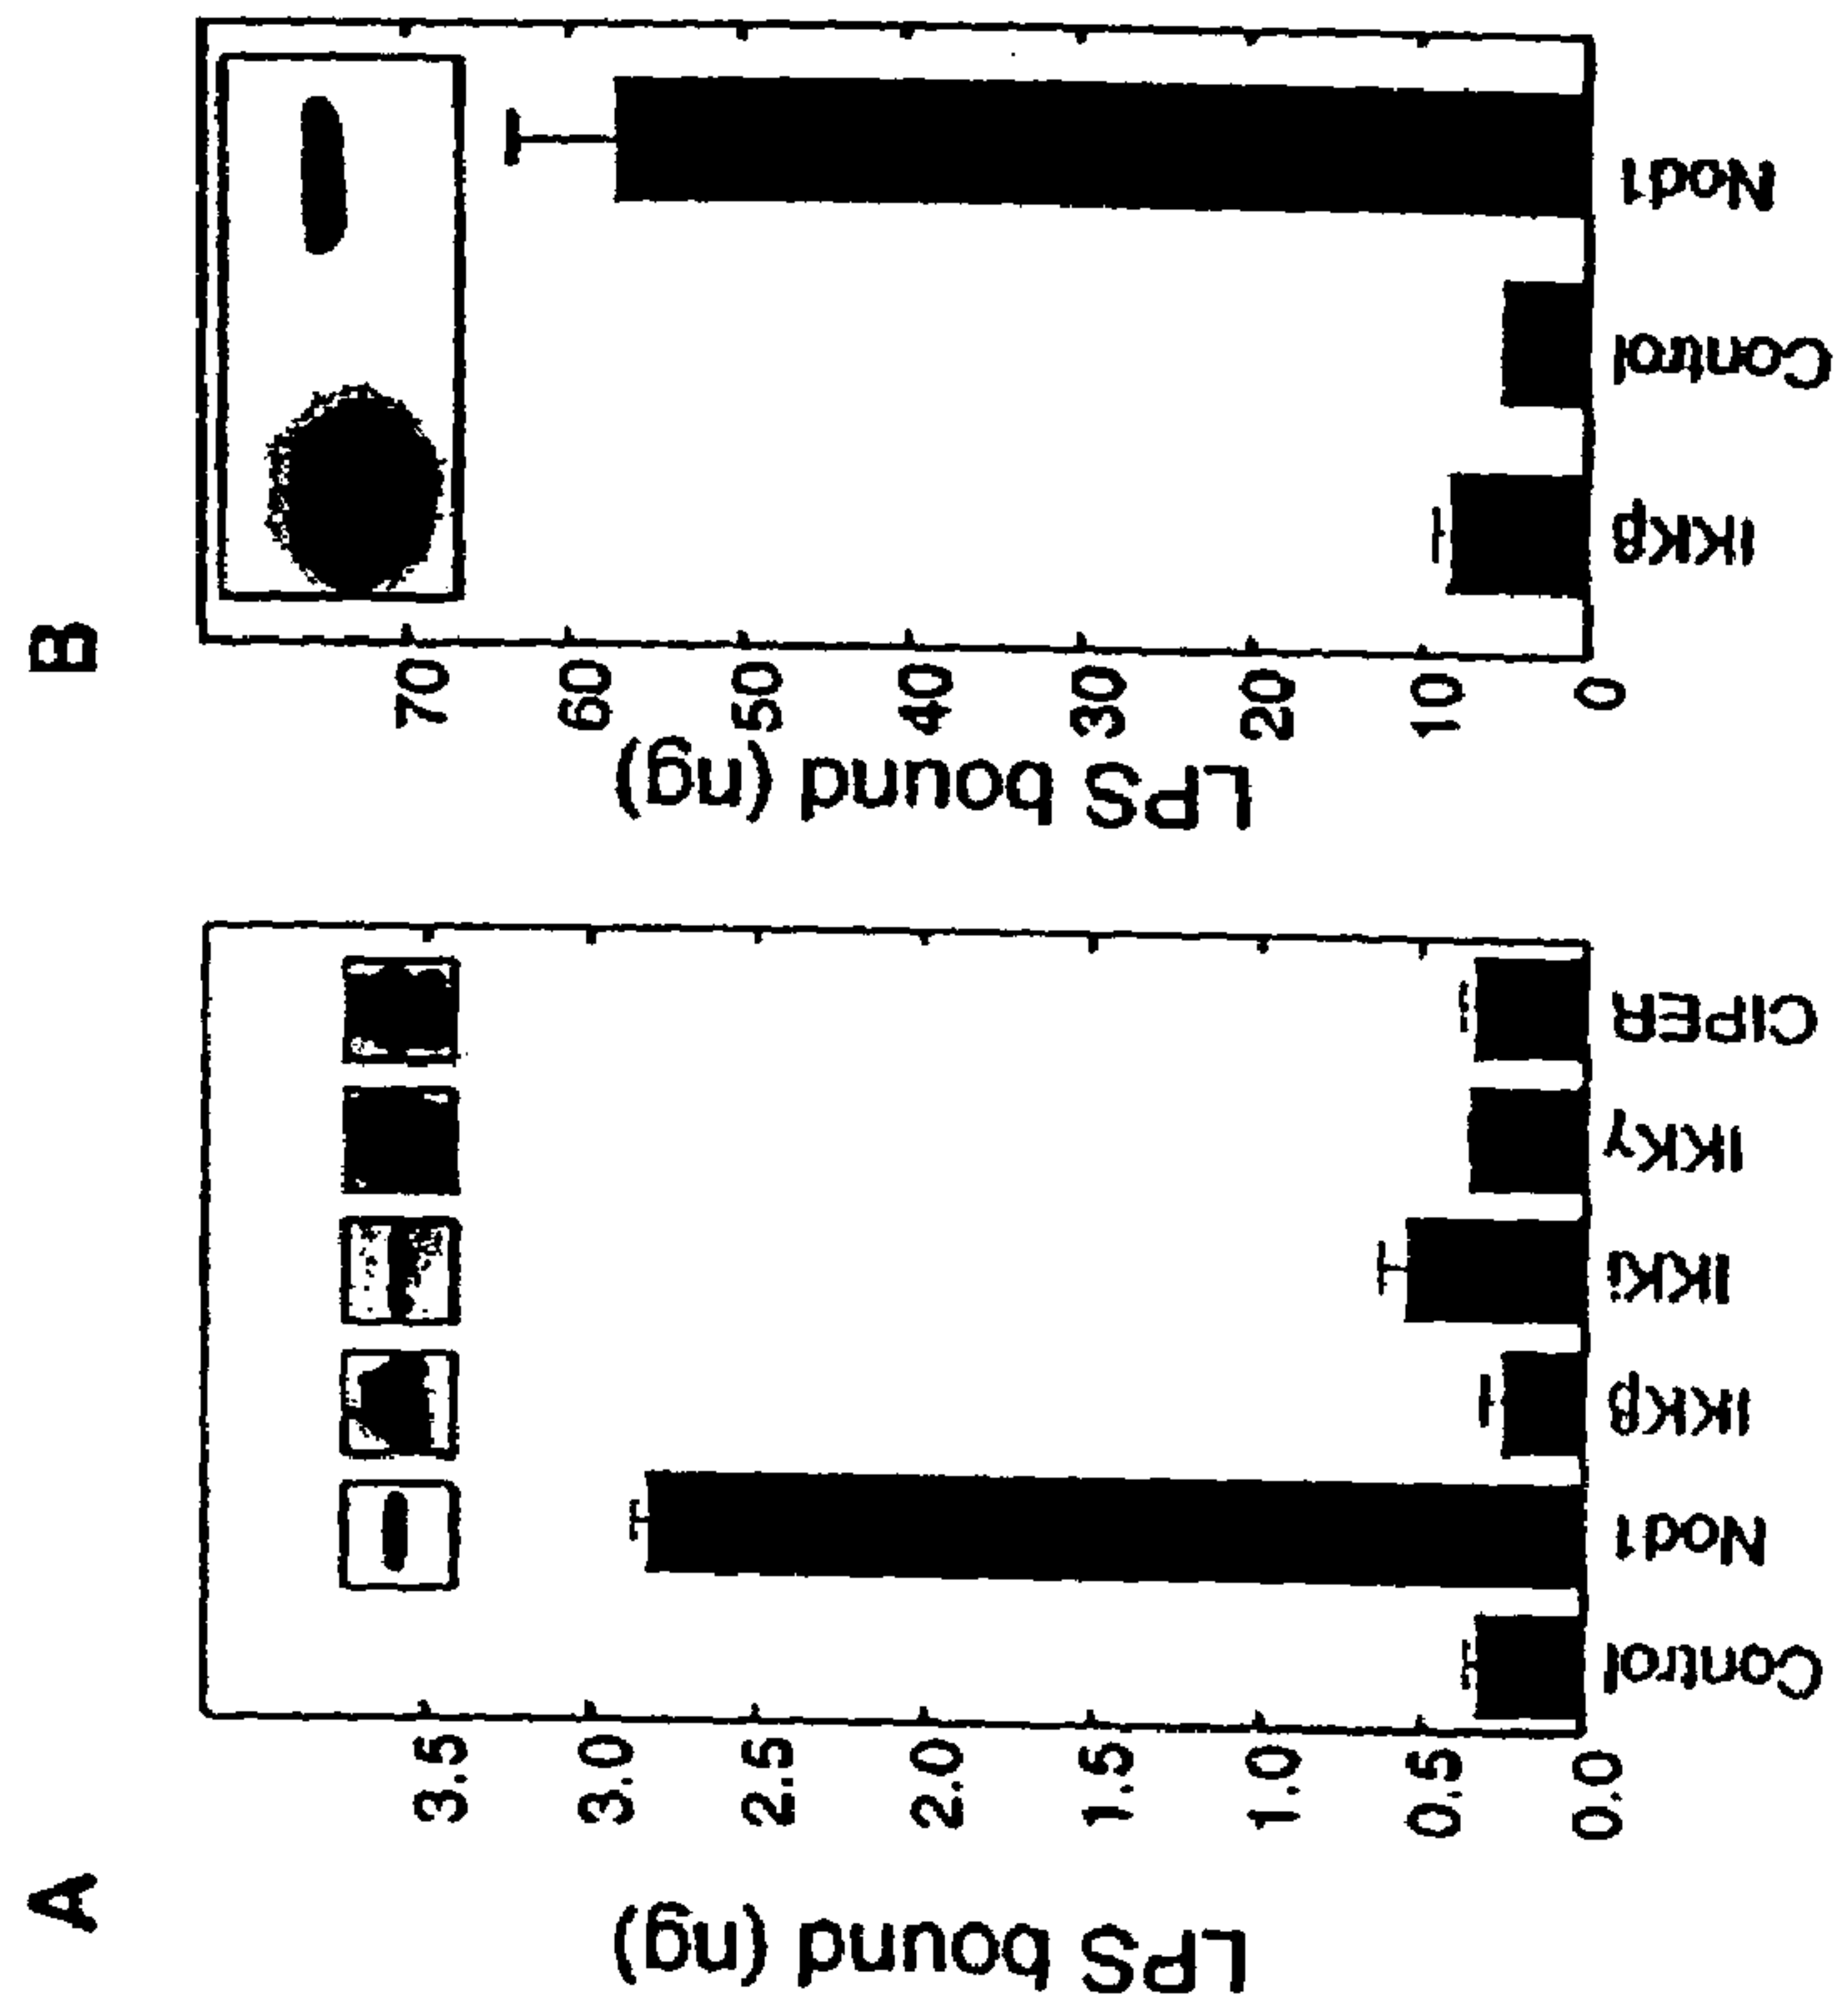 A
LPS bound (ng)
3.5
3.0
2.5
2.0
1.5
1.0
0.5
0.0
Control
Nod1
IKKβ
IKKi
IKKγ
CIPER
B
LPS bound (ng)
70
60
50
40
30
20
10
0
IKKβ
Control
Nod1